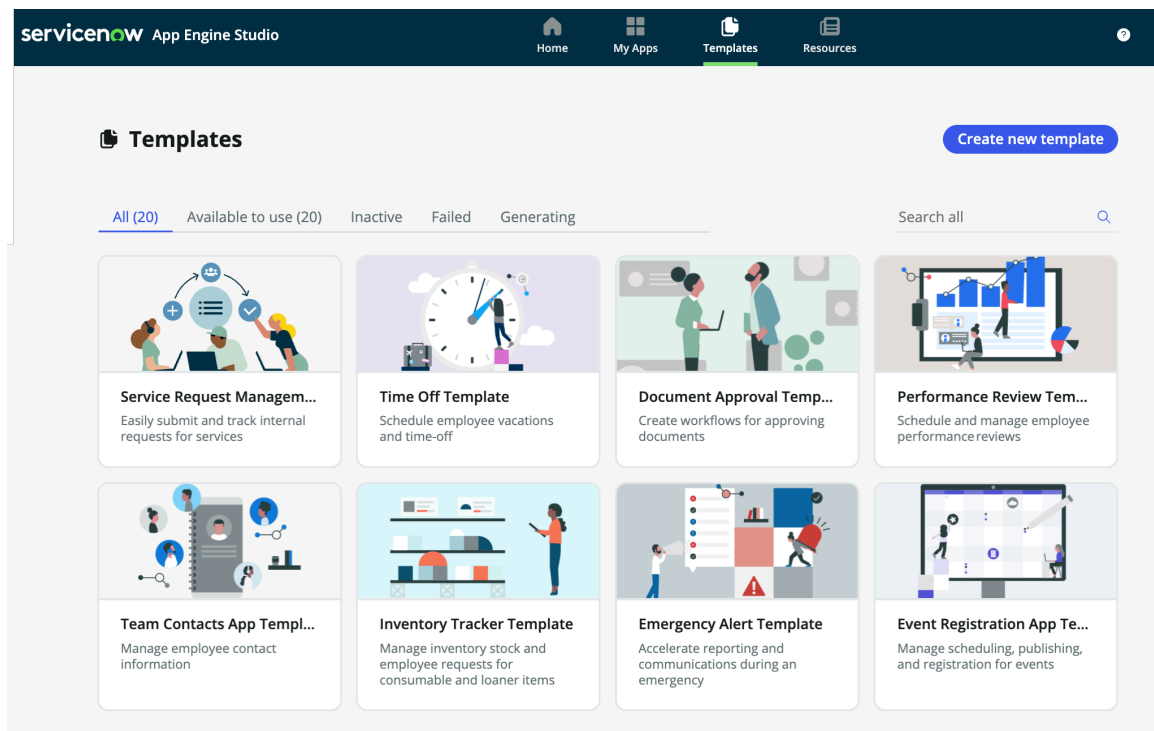 servicenow App Engine Studio
Home
My Apps
Templates
Resources
?
Templates
Create new template
All (20)
Available to use (20)
Inactive
Failed
Generating
Search all
Service Request Managem...
Easily submit and track internal
requests for services
Time Off Template
Schedule employee vacations
and time-off
Document Approval Temp...
Create workflows for approving
documents
Performance Review Tem...
Schedule and manage employee
performance reviews
Team Contacts App Templ...
Manage employee contact
information
Inventory Tracker Template
Manage inventory stock and
employee requests for
consumable and loaner items
Emergency Alert Template
Accelerate reporting and
communications during an
emergency
Event Registration App Te...
Manage scheduling, publishing,
and registration for events